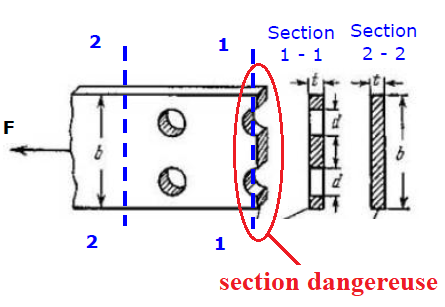 Section
1 - 1
Section
2 - 2
2
1
t
t
F
b
d
d
b
2
1
section dangereuse